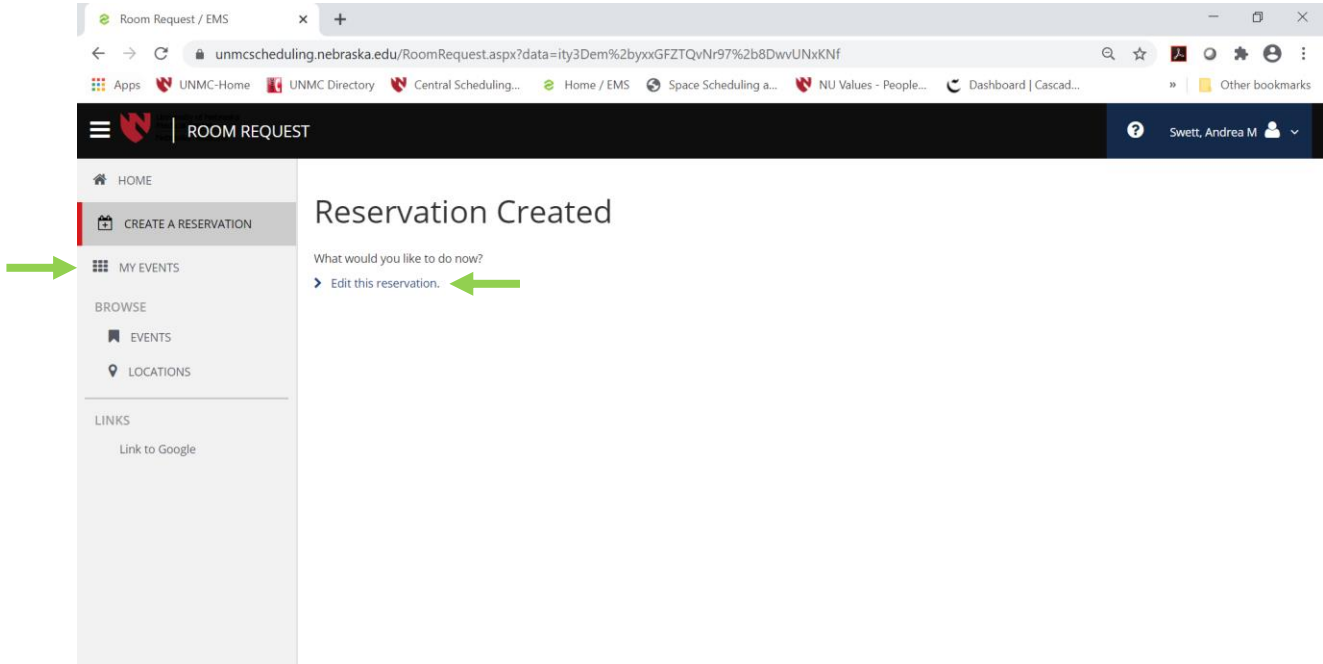 Room Request / EMS
unmcscheduling.nebraska.edu/RoomRequest.aspx?data=ity3Dem%2byxxGFZTQvNr97%2b8DwvUNxKNf
Apps UNMC-Home UNMC Directory Central Scheduling... Home / EMS Space Scheduling a... NU Values - People... Dashboard | Cascad... » Other bookmarks
N ROOM REQUEST ? Swett, Andrea M
HOME
CREATE A RESERVATION
MY EVENTS
BROWSE
EVENTS
LOCATIONS
LINKS
Link to Google
Reservation Created
What would you like to do now?
Edit this reservation.